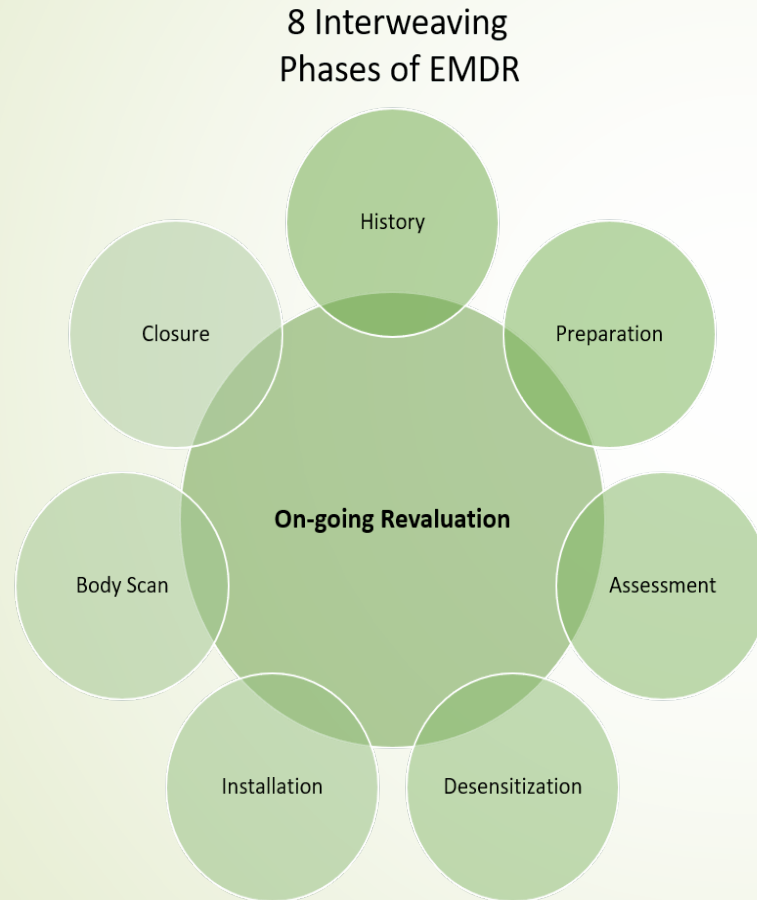 8 Interweaving
Phases of EMDR
History
Preparation
Assessment
Desensitization
Installation
Body Scan
Closure
On-going Revaluation